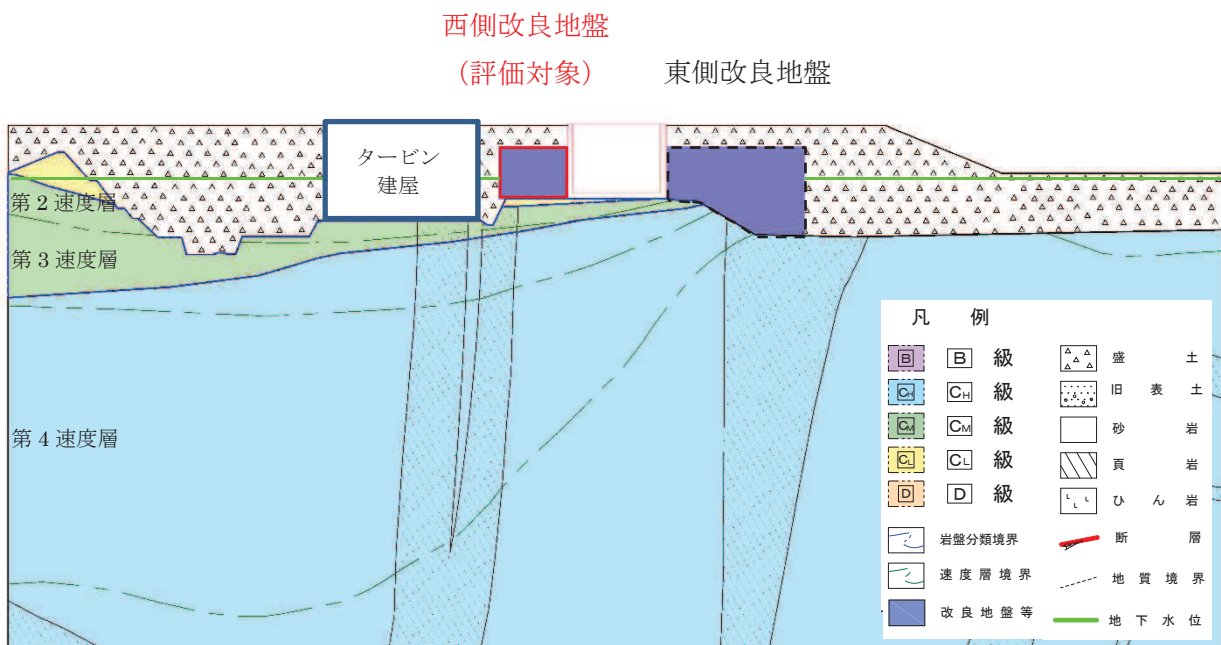 西側改良地盤
（評価対象）
東側改良地盤
タービン
建屋
第2速度層
第3速度層
第4速度層
凡 例
B B 級
CH CH 級
CM CM 級
CL CL 級
D D 級
岩盤分類境界
速度層境界
改良地盤等
盛 土
旧表土
砂 岩
頁 岩
ひん岩
断 層
地質境界
地下水位